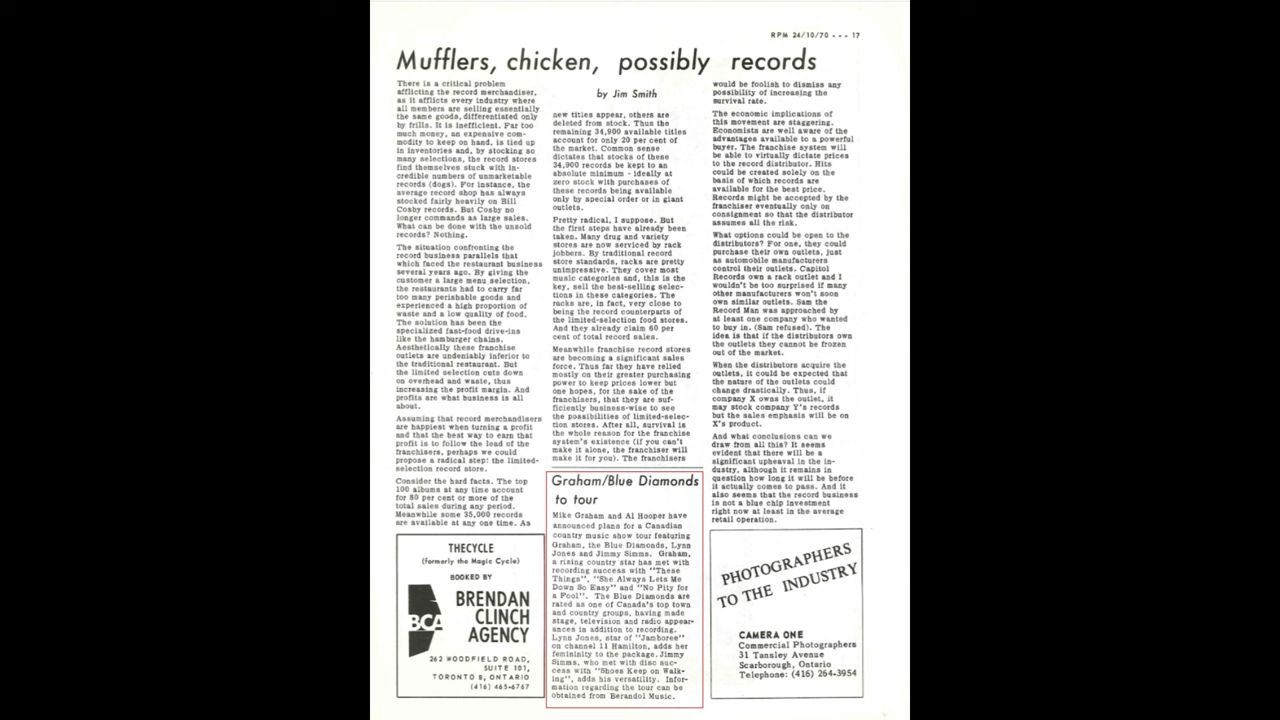 RPM 24/10/70 --- 17
Mufflers, chicken, possibly records
by Jim Smith
There is a critical problem
afflicting the record merchandiser,
as it afflicts every industry where
all members are selling essentially
the same goods, differentiated only
by frills. It is inefficient. Far too
much money, an expensive com-
modity to keep on hand, is tied up
in inventories and, by stocking so
many selections, the record stores
find themselves stuck with in-
credible numbers of unmarketable
records (dogs). For instance, the
average record shop has always
stocked fairly heavily on Bill
Cosby records. But Cosby no
longer commands as large sales.
What can be done with the unsold
records? Nothing.
The situation confronting the
record business parallels that
which faced the restaurant business
several years ago. By giving the
customer a large menu selection,
the restaurants had to carry far
too many perishable goods and
experienced a high proportion of
waste and a low quality of food.
The solution has been the
specialized fast-food drive-ins
like the hamburger chains.
Aesthetically these franchise
outlets are undeniably inferior to
the traditional restaurant. But
the limited selection cuts down
on overhead and waste, thus
increasing the profit margin. And
profits are what business is all
about.
Assuming that record merchandisers
are happiest when turning a profit
and that the best way to earn that
profit is to follow the lead of the
franchisers, perhaps we could
propose a radical step: the limited-
selection record store.
Consider the hard facts. The top
100 albums at any time account
for 80 per cent or more of the
total sales during any period.
Meanwhile some 35,000 records
are available at any one time. As
new titles appear, others are
deleted from stock. Thus the
remaining 34,900 available titles
account for only 20 per cent of
the market. Common sense
dictates that stocks of these
34,900 records be kept to an
absolute minimum - ideally at
zero stock with purchases of
these records being available
only by special order or in giant
outlets.
Pretty radical, I suppose. But
the first steps have already been
taken. Many drug and variety
stores are now serviced by rack
jobbers. By traditional record
store standards, racks are pretty
unimpressive. They cover most
music categories and, this is the
key, sell the best-selling selec-
tions in these categories. The
racks are, in fact, very close to
being the record counterparts of
the limited-selection food stores.
And they already claim 60 per
cent of total record sales.
Meanwhile franchise record stores
are becoming a significant sales
force. Thus far they have relied
mostly on their greater purchasing
power to keep prices lower but
one hopes, for the sake of the
franchisers, that they are suf-
ficiently business-wise to see
the possibilities of limited-selec-
tion stores. After all, survival is
the whole reason for the franchise
system's existence (if you can't
make it alone, the franchiser will
make it for you). The franchisers
would be foolish to dismiss any
possibility of increasing the
survival rate.
The economic implications of
this movement are staggering.
Economists are well aware of the
advantages available to a powerful
buyer. The franchise system will
be able to virtually dictate prices
to the record distributor. Hits
could be created solely on the
basis of which records are
available for the best price.
Records might be accepted by the
franchiser eventually only on
consignment so that the distributor
assumes all the risk.
What options could be open to the
distributors? For one, they could
purchase their own outlets, just
as automobile manufacturers
control their outlets. Capitol
Records own a rack outlet and I
wouldn't be too surprised if many
other manufacturers won't soon
own similar outlets. Sam the
Record Man was approached by
at least one company who wanted
to buy in. (Sam refused). The
idea is that if the distributors own
the outlets they cannot be frozen
out of the market.
When the distributors acquire the
outlets, it could be expected that
the nature of the outlets could
change drastically. Thus, if
company X owns the outlet, it
may stock company Y's records
but the sales emphasis will be on
X's product.
And what conclusions can we
draw from all this? It seems
evident that there will be a
significant upheaval in the in-
dustry, although it remains in
question how long it will be before
it actually comes to pass. And it
also seems that the record business
is not a blue chip investment
right now at least in the average
retail operation.
THECYCLE
(formerly the Magic Cycle)
BOOKED BY
BCA
BRENDAN
CLINCH
AGENCY
262 WOODFIELD ROAD,
SUITE 101,
TORONTO 8, ONTARIO
(416) 465-6767
Graham/Blue Diamonds
to tour
Mike Graham and Al Hooper have
announced plans for a Canadian
country music show tour featuring
Graham, the Blue Diamonds, Lynn
Jones and Jimmy Simms. Graham,
a rising country star has met with
recording success with "These
Things", "She Always Lets Me
Down So Easy" and "No Pity for
a Fool". The Blue Diamonds are
rated as one of Canada's top town
and country groups, having made
stage, television and radio appear-
ances in addition to recording.
Lynn Jones, star of "Jamboree"
on channel 11 Hamilton, adds her
femininity to the package. Jimmy
Simms, who met with disc suc-
cess with "Shoes Keep on Walk-
ing", adds his versatility. Infor-
mation regarding the tour can be
obtained from Berandol Music.
PHOTOGRAPHERS
TO THE INDUSTRY
CAMERA ONE
Commercial Photographers
31 Tansley Avenue
Scarborough, Ontario
Telephone: (416) 264-3954